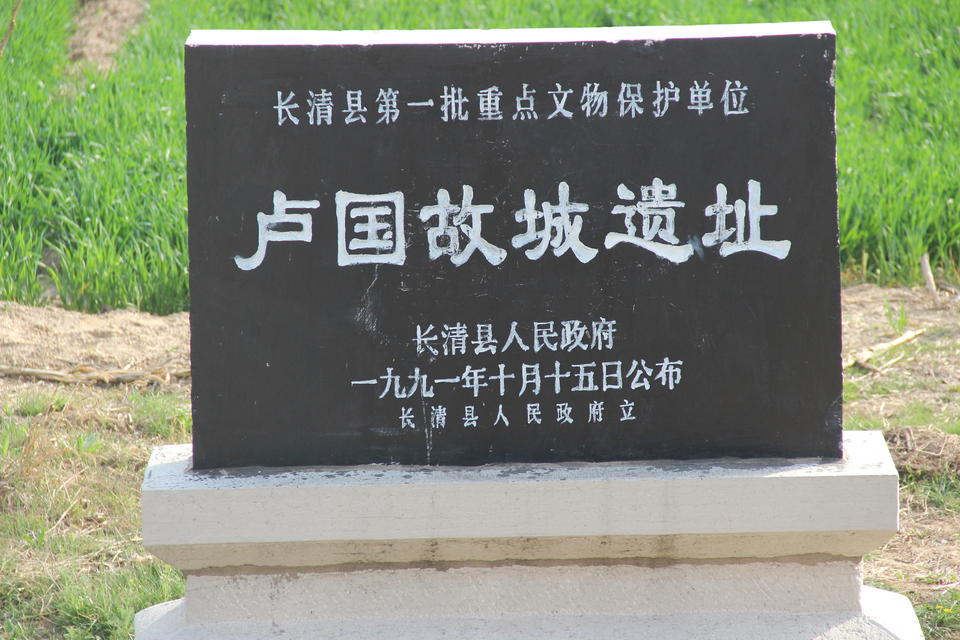 长清县第一批重点文物保护单位
卢国故城遗址
长清县人民政府
一九九一年十月十五日公布
长清县人民政府立